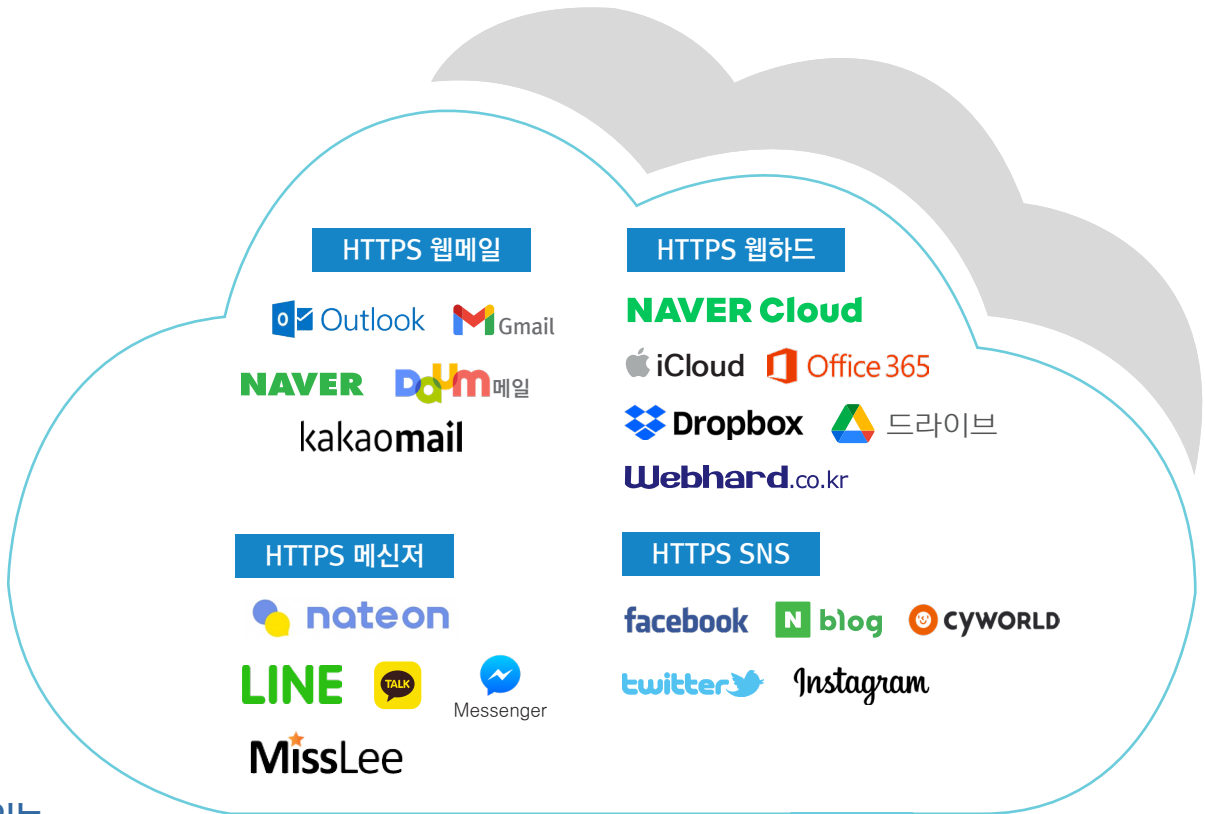 HTTPS 웹메일
Outlook Gmail
NAVER Daum메일
kakaomail
HTTPS 웹하드
NAVER Cloud
iCloud Office 365
Dropbox 드라이브
Webhard.co.kr
HTTPS 메신저
nateon
LINE TALK Messenger
MissLee
HTTPS SNS
facebook N blog CYWORLD
twitter Instagram